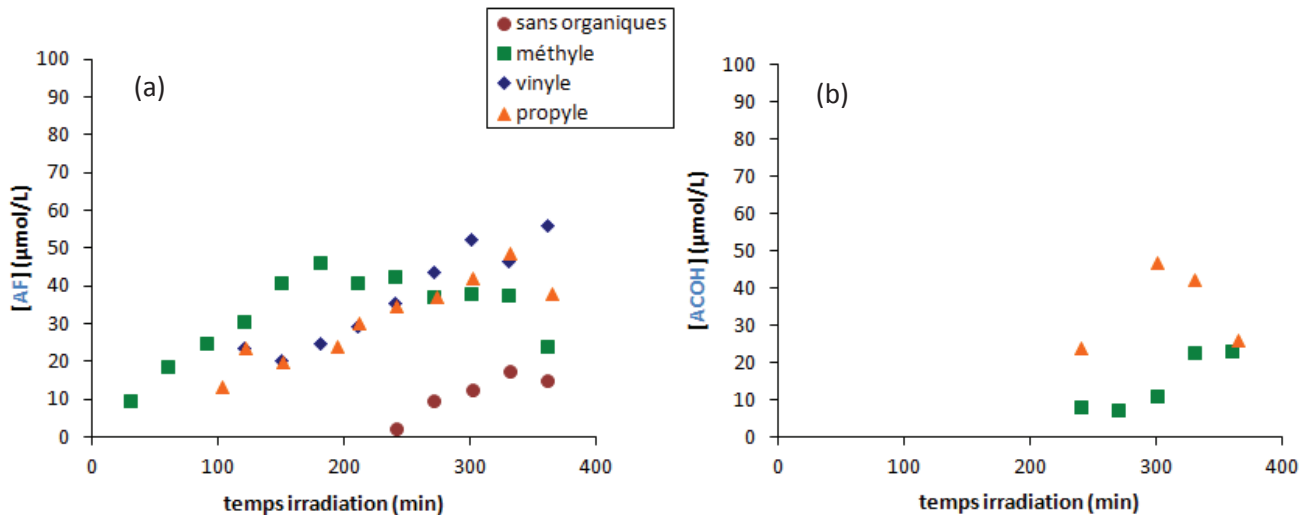 sans organiques
méthyle
vinyle
propyle
(a)
100
90
80
70
60
50
40
30
20
10
0
[AF] (µmol/L)
0 100 200 300 400
temps irradiation (min)
(b)
100
90
80
70
60
50
40
30
20
10
0
[ACOH] (µmol/L)
0 100 200 300 400
temps irradiation (min)